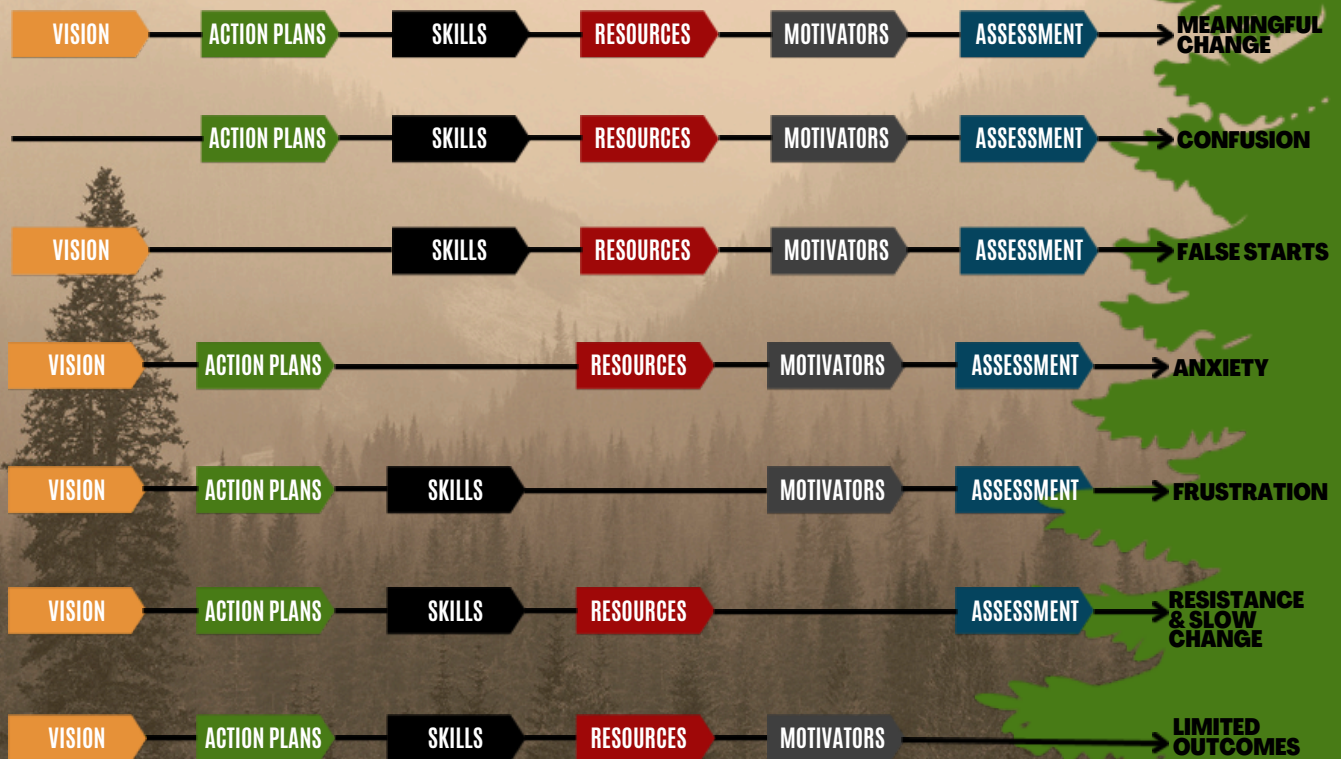 VISION ACTION PLANS SKILLS RESOURCES MOTIVATORS ASSESSMENT MEANINGFUL
CHANGE
ACTION PLANS SKILLS RESOURCES MOTIVATORS ASSESSMENT CONFUSION
VISION SKILLS RESOURCES MOTIVATORS ASSESSMENT FALSE STARTS
VISION ACTION PLANS RESOURCES MOTIVATORS ASSESSMENT ANXIETY
VISION ACTION PLANS SKILLS MOTIVATORS ASSESSMENT FRUSTRATION
VISION ACTION PLANS SKILLS RESOURCES ASSESSMENT RESISTANCE
& SLOW
CHANGE
VISION ACTION PLANS SKILLS RESOURCES MOTIVATORS LIMITED
OUTCOMES